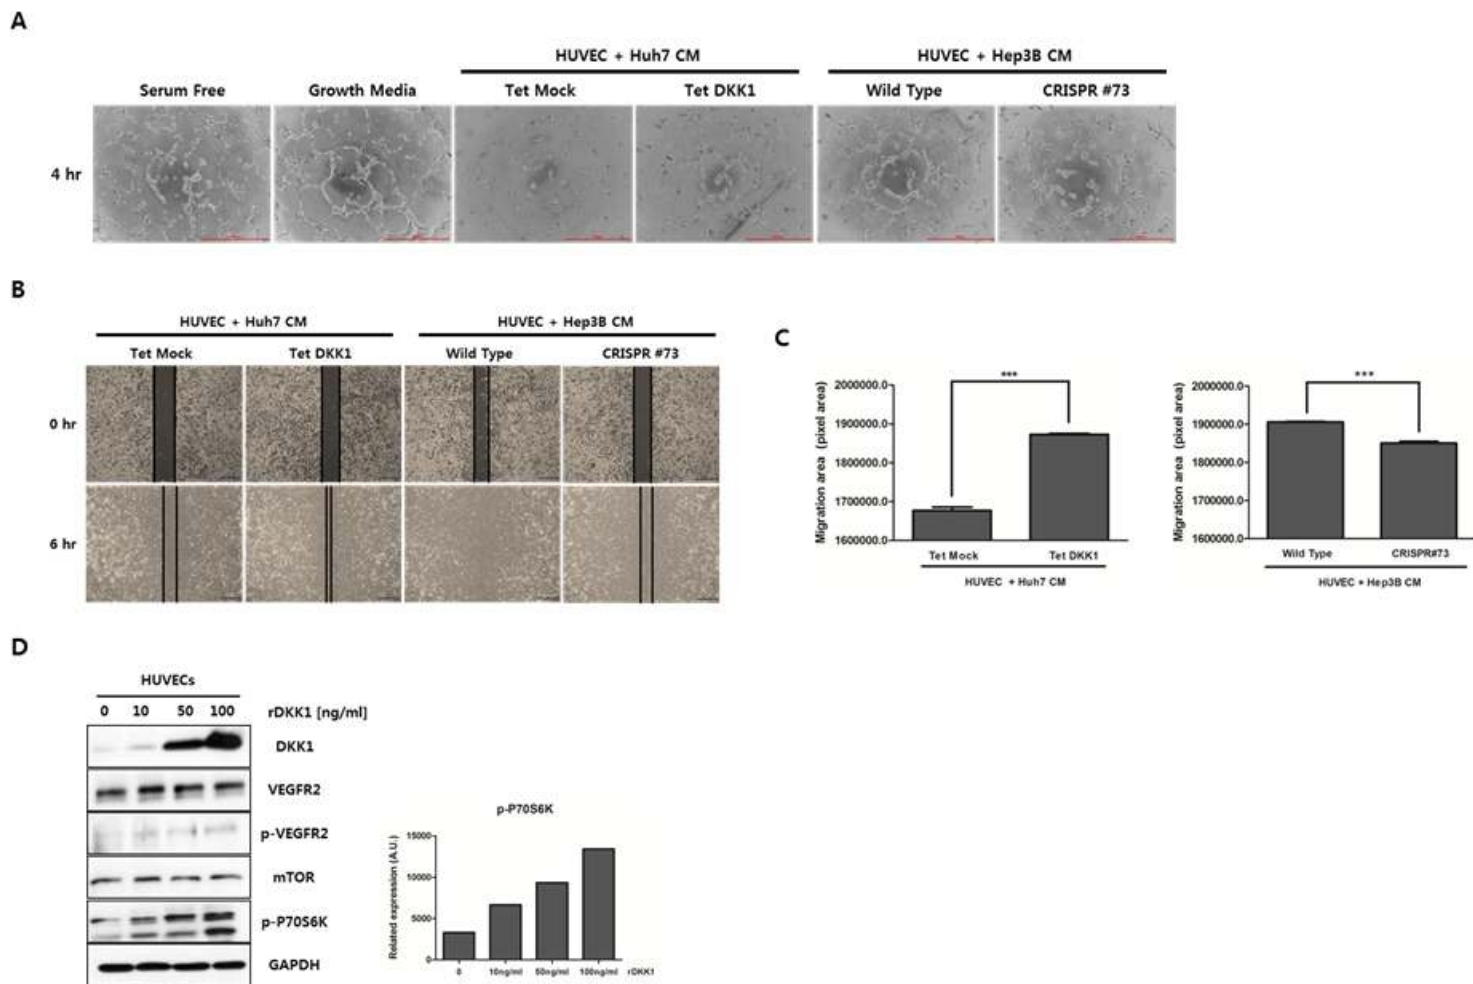 A
HUVEC + Huh7 CM
HUVEC + Hep3B CM
Serum Free
Growth Media
Tet Mock
Tet DKK1
Wild Type
CRISPR #73
4 hr
B
HUVEC + Huh7 CM
HUVEC + Hep3B CM
Tet Mock
Tet DKK1
Wild Type
CRISPR #73
0 hr
6 hr
C
Migration area (pixel area)
2000000.0
1900000.0
1800000.0
1700000.0
1600000.0
***
Tet Mock
Tet DKK1
HUVEC + Huh7 CM
Migration area (pixel area)
2000000.0
1900000.0
1800000.0
1700000.0
1600000.0
***
Wild Type
CRISPR#73
HUVEC + Hep3B CM
D
HUVECs
0 10 50 100 rDKK1 [ng/ml]
DKK1
VEGFR2
p-VEGFR2
mTOR
p-P70S6K
GAPDH
p-P70S6K
Related expression (A.U.)
15000
10000
5000
0
0 10ng/ml 50ng/ml 100ng/ml rDKK1